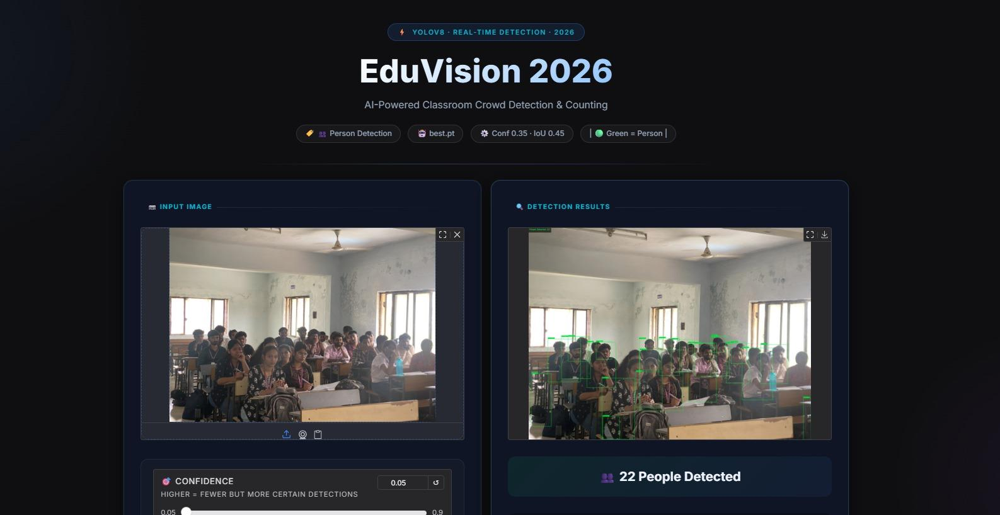 YOLOV8 · REAL-TIME DETECTION · 2026
EduVision 2026
AI-Powered Classroom Crowd Detection & Counting
Person Detection
best.pt
Conf 0.35 · IoU 0.45
| Green = Person |
INPUT IMAGE
DETECTION RESULTS
CONFIDENCE
0.05
HIGHER = FEWER BUT MORE CERTAIN DETECTIONS
0.05
0.9
22 People Detected